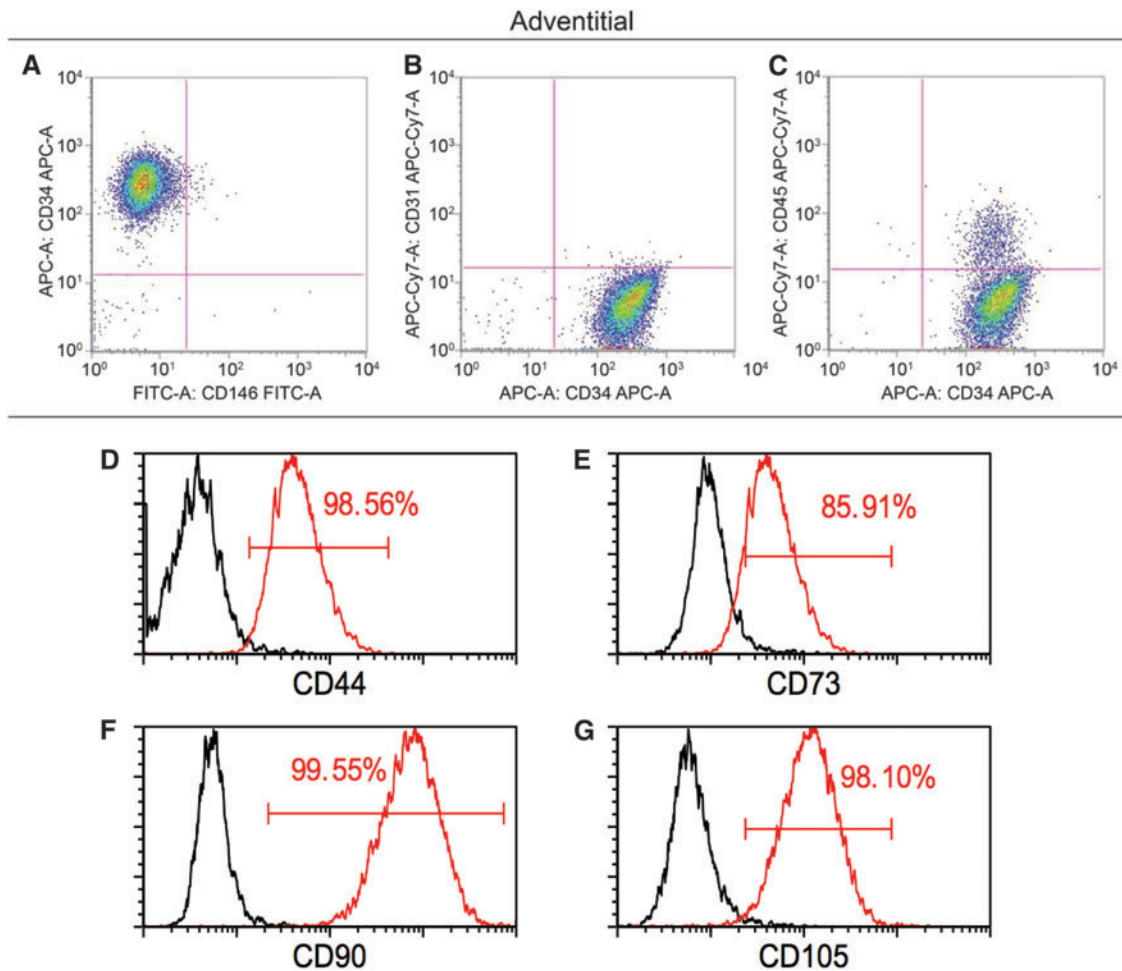 Adventitial
A
10⁴
10³
10²
10¹
10⁰
APC-A: CD34 APC-A
10⁰ 10¹ 10² 10³ 10⁴
FITC-A: CD146 FITC-A
B
10⁴
10³
10²
10¹
10⁰
APC-Cy7-A: CD31 APC-Cy7-A
10⁰ 10¹ 10² 10³ 10⁴
APC-A: CD34 APC-A
C
10⁴
10³
10²
10¹
10⁰
APC-Cy7-A: CD45 APC-Cy7-A
10⁰ 10¹ 10² 10³ 10⁴
APC-A: CD34 APC-A
D
98.56%
CD44
E
85.91%
CD73
F
99.55%
CD90
G
98.10%
CD105